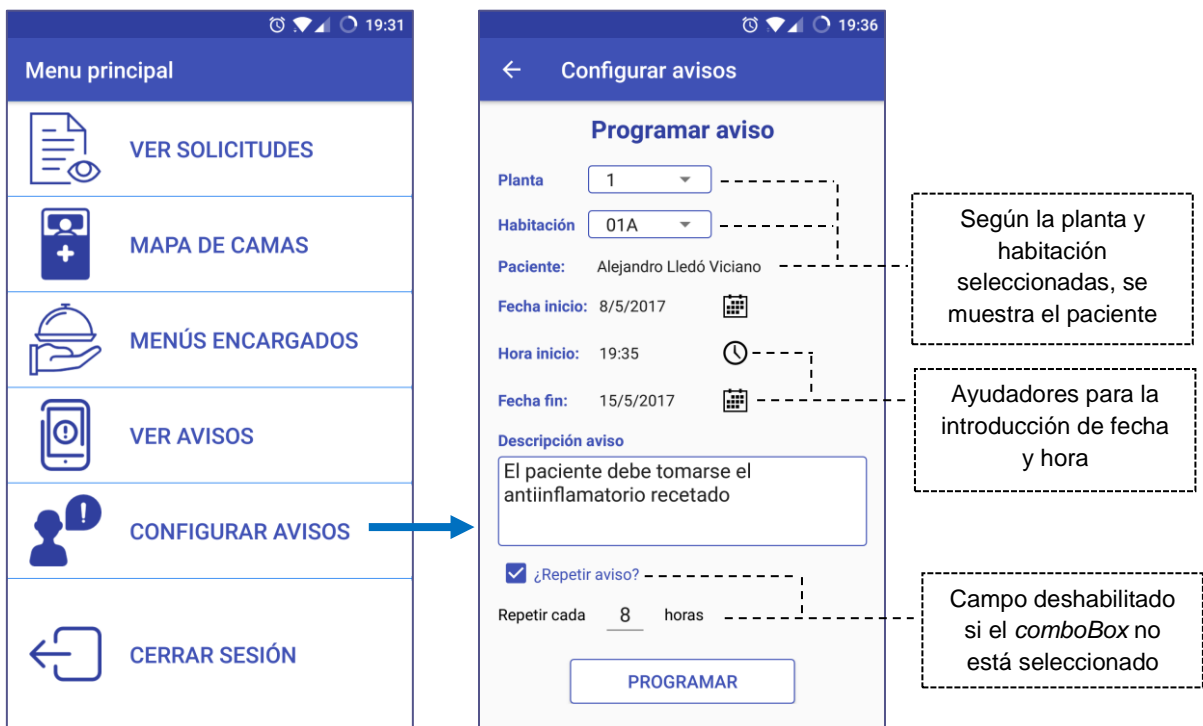 19:31
Menu principal
VER SOLICITUDES
MAPA DE CAMAS
MENÚS ENCARGADOS
VER AVISOS
CONFIGURAR AVISOS
CERRAR SESIÓN
19:36
Configurar avisos
Programar aviso
Planta 1
Habitación 01A
Paciente: Alejandro Lledó Viciano
Fecha inicio: 8/5/2017
Hora inicio: 19:35
Fecha fin: 15/5/2017
Descripción aviso
El paciente debe tomarse el
antiinflamatorio recetado
¿Repetir aviso?
Repetir cada 8 horas
PROGRAMAR
Según la planta y
habitación
seleccionadas, se
muestra el paciente
Ayudadores para la
introducción de fecha
y hora
Campo deshabilitado
si el comboBox no
está seleccionado